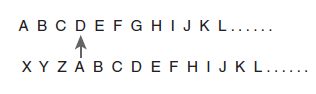 A B C D E F G H I J K L ......
X Y Z A B C D E F H I J K L ......